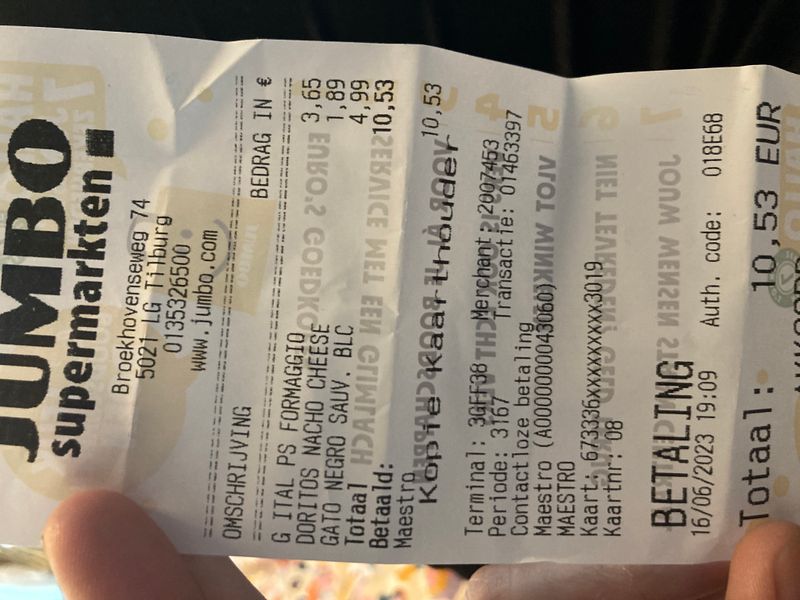 JUMBO
supermarkten
Broekhovenseweg 74
5021 LG Tilburg
0135326500
www.jumbo.com
OMSCHRIJVING BEDRAG IN €
G ITAL PS FORMAGGIO 3,65
DORITOS NACHO CHEESE 1,89
GATO NEGRO SAUV. BLC 4,99
Totaal 10,53
Betaald:
Maestro 10,53
Kopie Kaarthouder
Terminal: 3GFF38 Merchant: 2007453
Periode: 3167 Transactie: 01463397
Contactloze betaling
Maestro (A0000000043060)
MAESTRO
Kaart: 673336xxxxxxxxxx3019
Kaartnr: 08
BETALING
16/06/2023 19:09 Auth. code: 018E68
Totaal: 10,53 EUR
AKKOORD